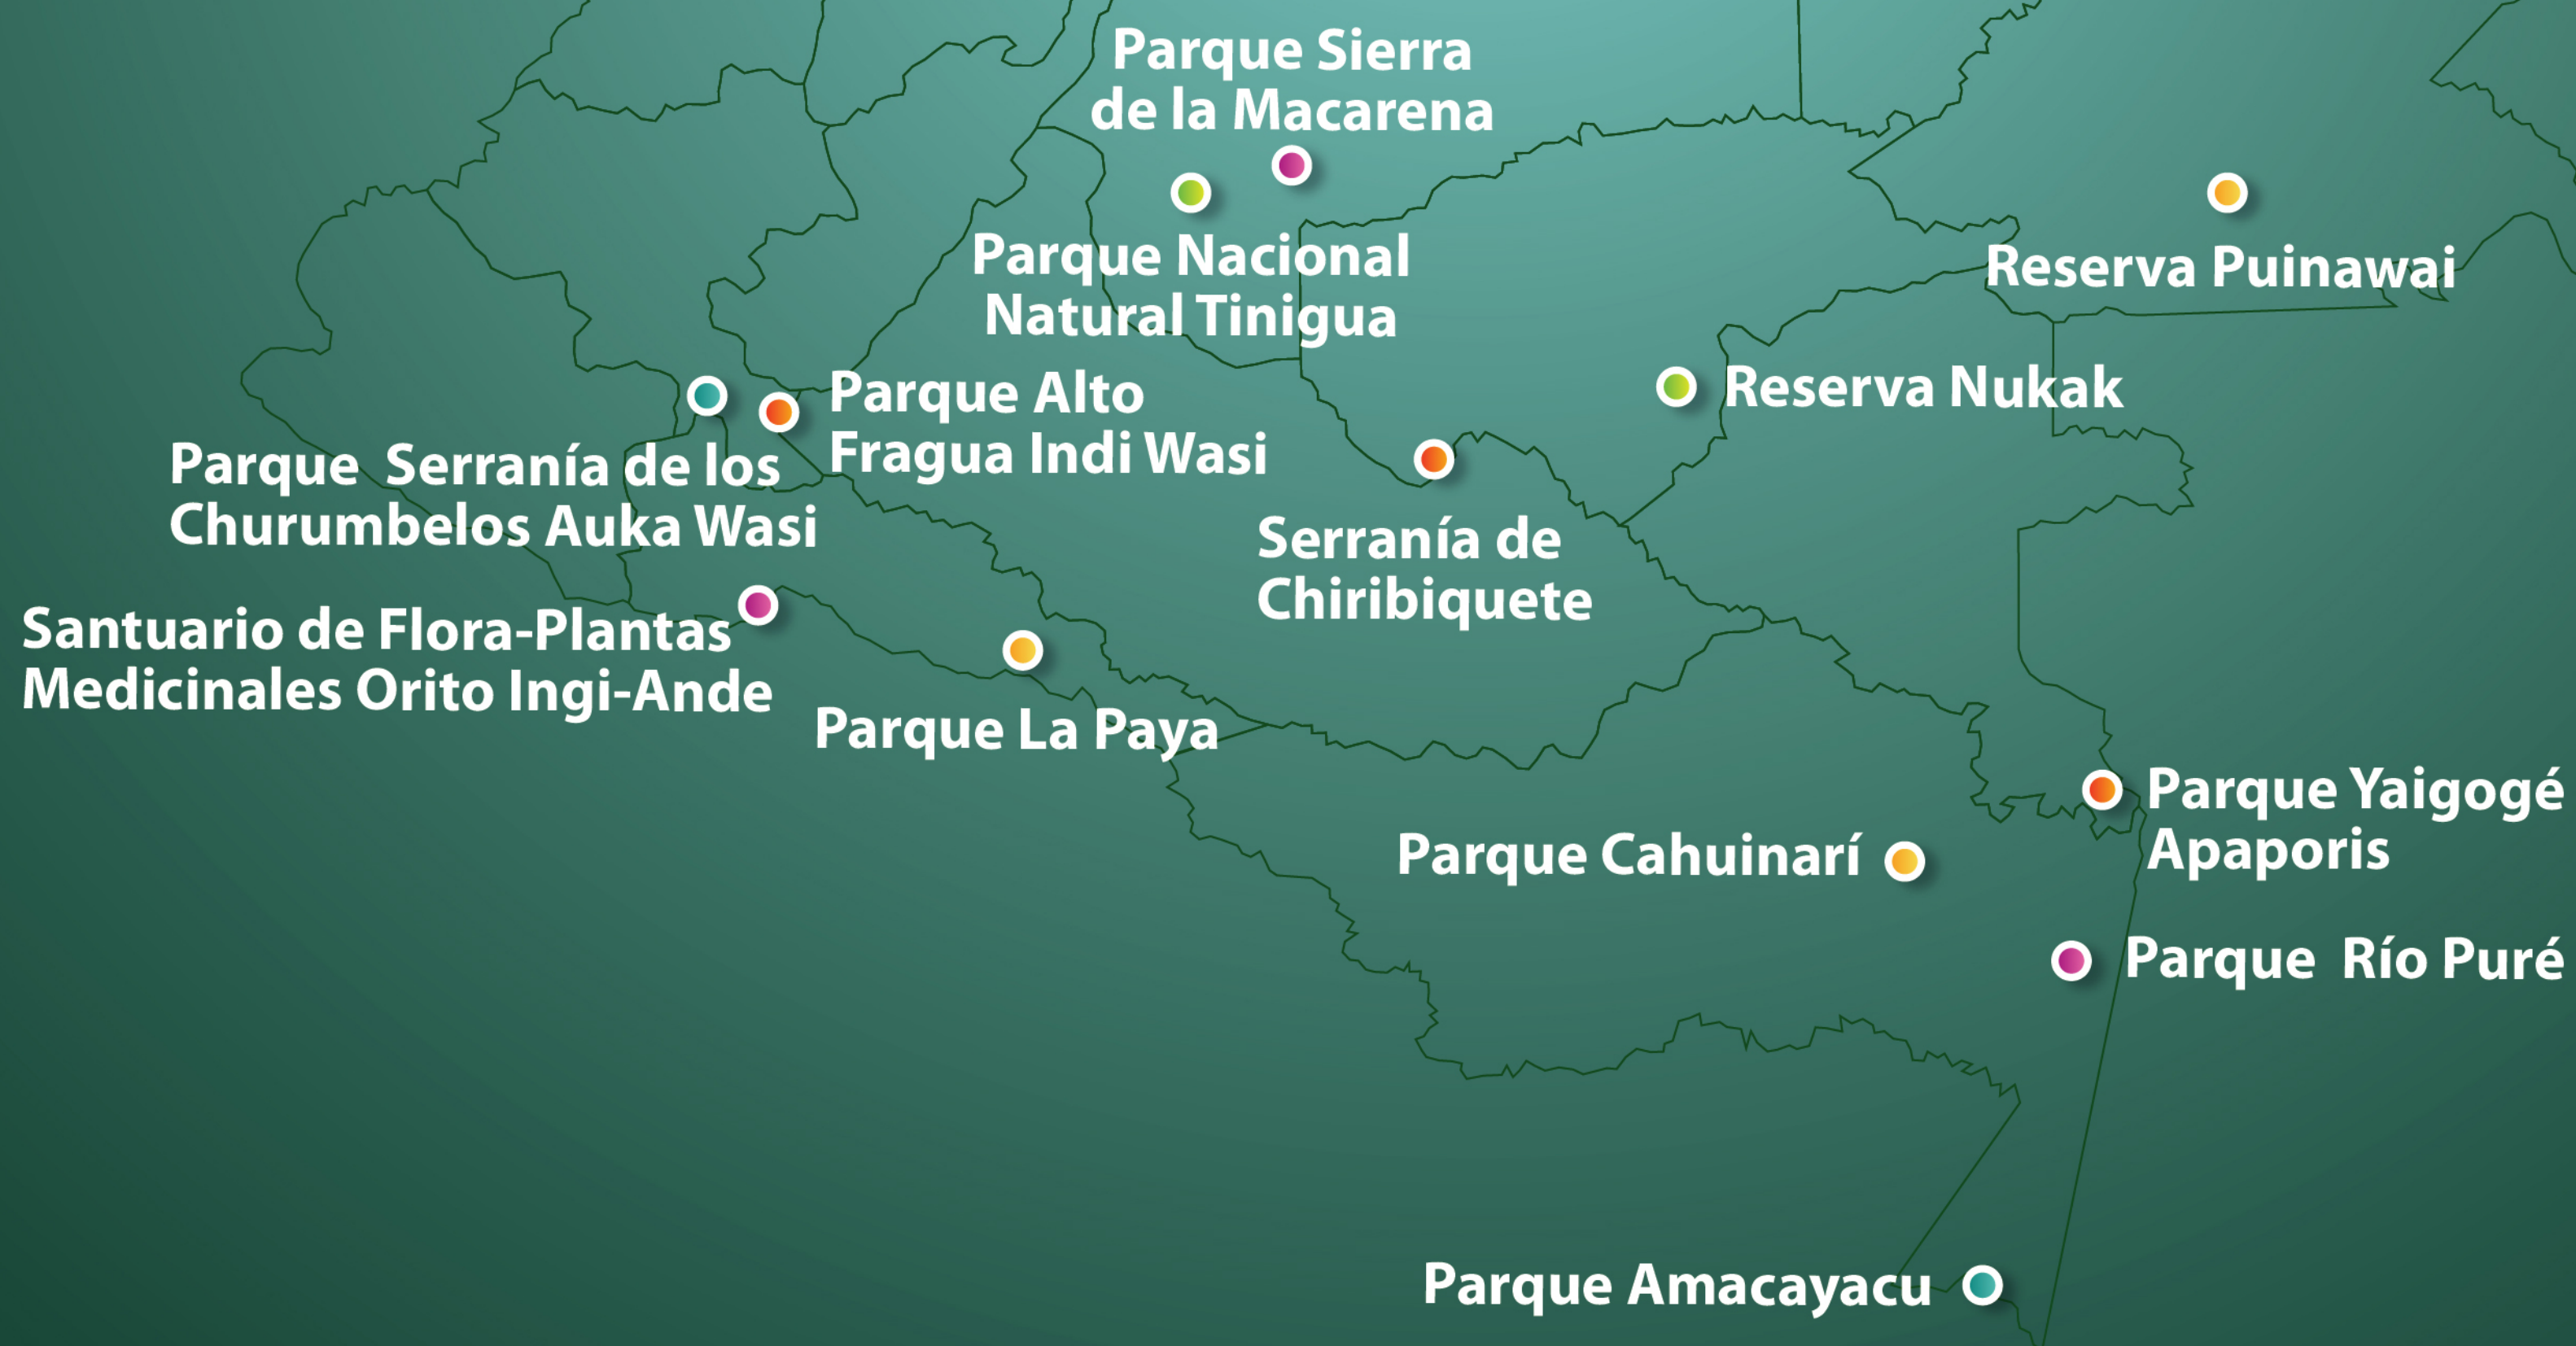 Parque Sierra
de la Macarena
Parque Nacional
Natural Tinigua
Reserva Puinawai
Reserva Nukak
Parque Alto
Fragua Indi Wasi
Parque  Serranía de los
Churumbelos Auka Wasi
Serranía de
Chiribiquete
Santuario de Flora-Plantas
Medicinales Orito Ingi-Ande
Parque La Paya
Parque Yaigogé
Apaporis
Parque Cahuinarí
Parque  Río Puré
Parque Amacayacu